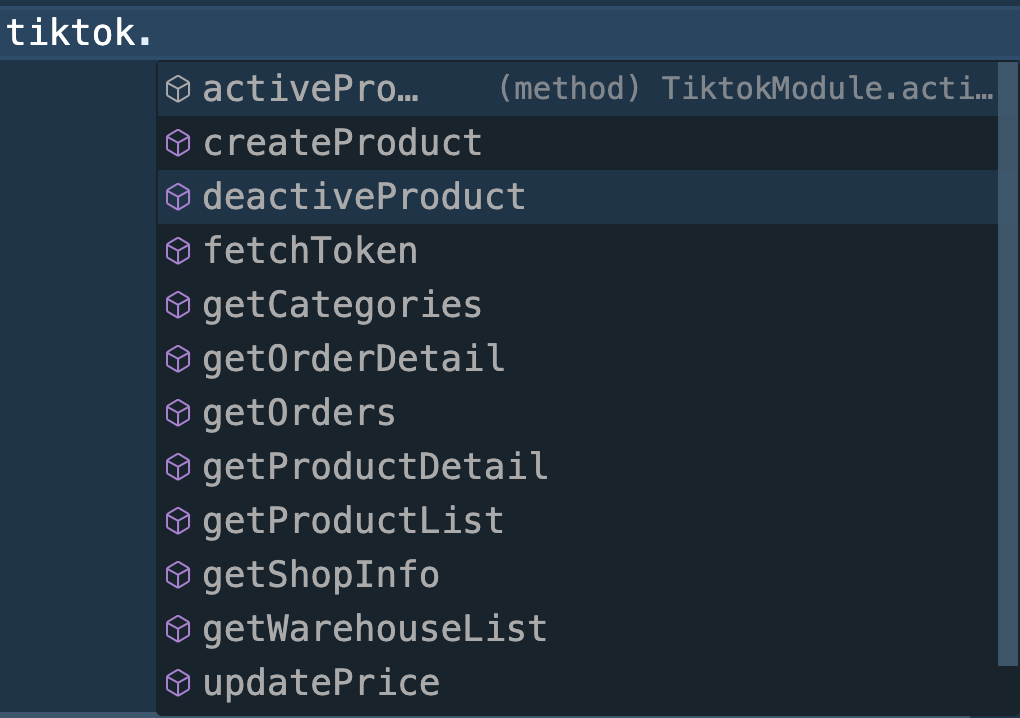 tiktok.
activePro… (method) TiktokModule.acti…
createProduct
deactiveProduct
fetchToken
getCategories
getOrderDetail
getOrders
getProductDetail
getProductList
getShopInfo
getWarehouseList
updatePrice